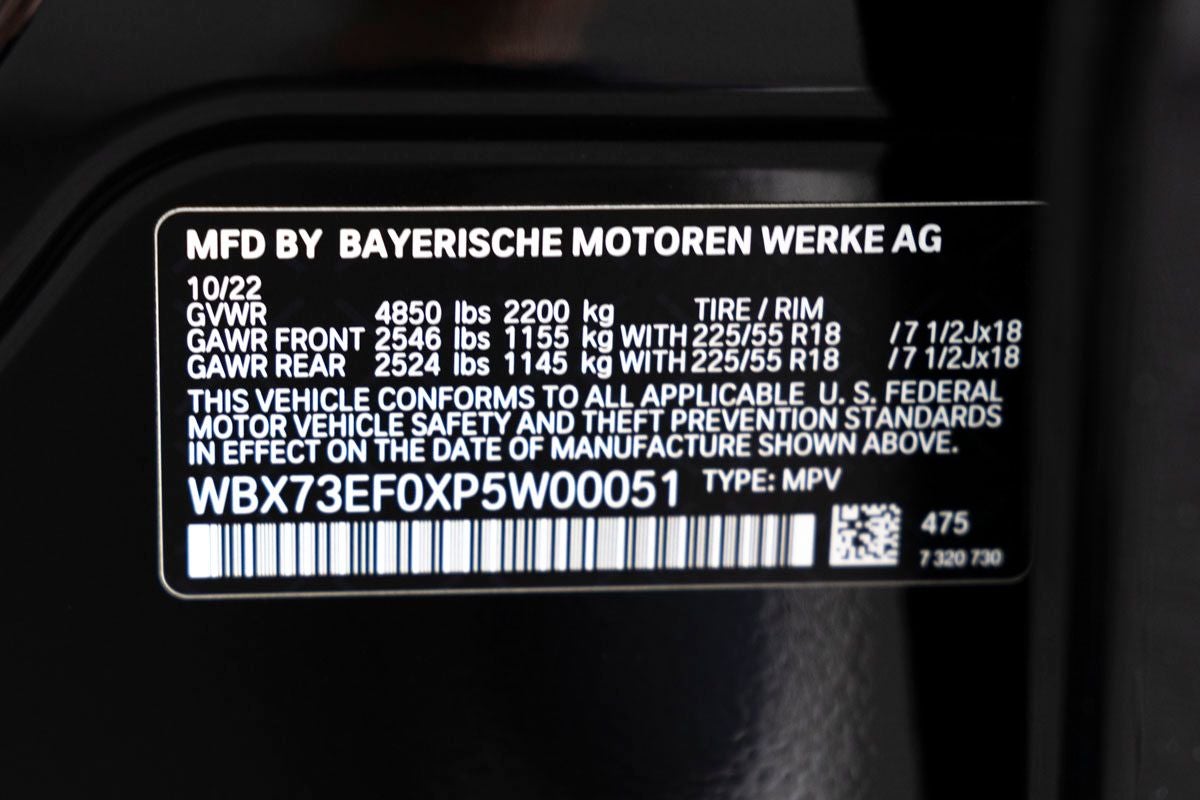 MFD BY BAYERISCHE MOTOREN WERKE AG
10/22
GVWR 4850 lbs 2200 kg TIRE / RIM
GAWR FRONT 2546 lbs 1155 kg WITH 225/55 R18 /7 1/2Jx18
GAWR REAR 2524 lbs 1145 kg WITH 225/55 R18 /7 1/2Jx18
THIS VEHICLE CONFORMS TO ALL APPLICABLE U. S. FEDERAL
MOTOR VEHICLE SAFETY AND THEFT PREVENTION STANDARDS
IN EFFECT ON THE DATE OF MANUFACTURE SHOWN ABOVE.
WBX73EF0XP5W00051 TYPE: MPV
475
7 320 730